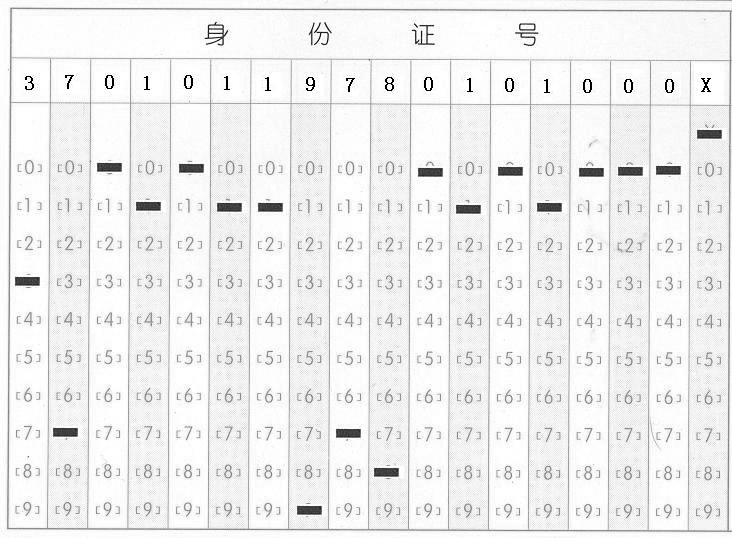 身份证号
3 7 0 1 0 1 1 9 7 8 0 1 0 1 0 0 0 X
[0] [0] [0] [0] [0] [0] [0] [0] [0] [0] [0]
[1] [1] [1] [1] [1] [1] [1] [1] [1] [1] [1] [1] [1]
[2] [2] [2] [2] [2] [2] [2] [2] [2] [2] [2] [2] [2] [2] [2] [2] [2] [2]
[3] [3] [3] [3] [3] [3] [3] [3] [3] [3] [3] [3] [3] [3] [3] [3] [3]
[4] [4] [4] [4] [4] [4] [4] [4] [4] [4] [4] [4] [4] [4] [4] [4] [4] [4]
[5] [5] [5] [5] [5] [5] [5] [5] [5] [5] [5] [5] [5] [5] [5] [5] [5] [5]
[6] [6] [6] [6] [6] [6] [6] [6] [6] [6] [6] [6] [6] [6] [6] [6] [6] [6]
[7] [7] [7] [7] [7] [7] [7] [7] [7] [7] [7] [7] [7] [7] [7] [7]
[8] [8] [8] [8] [8] [8] [8] [8] [8] [8] [8] [8] [8] [8] [8] [8] [8]
[9] [9] [9] [9] [9] [9] [9] [9] [9] [9] [9] [9] [9] [9] [9] [9] [9]